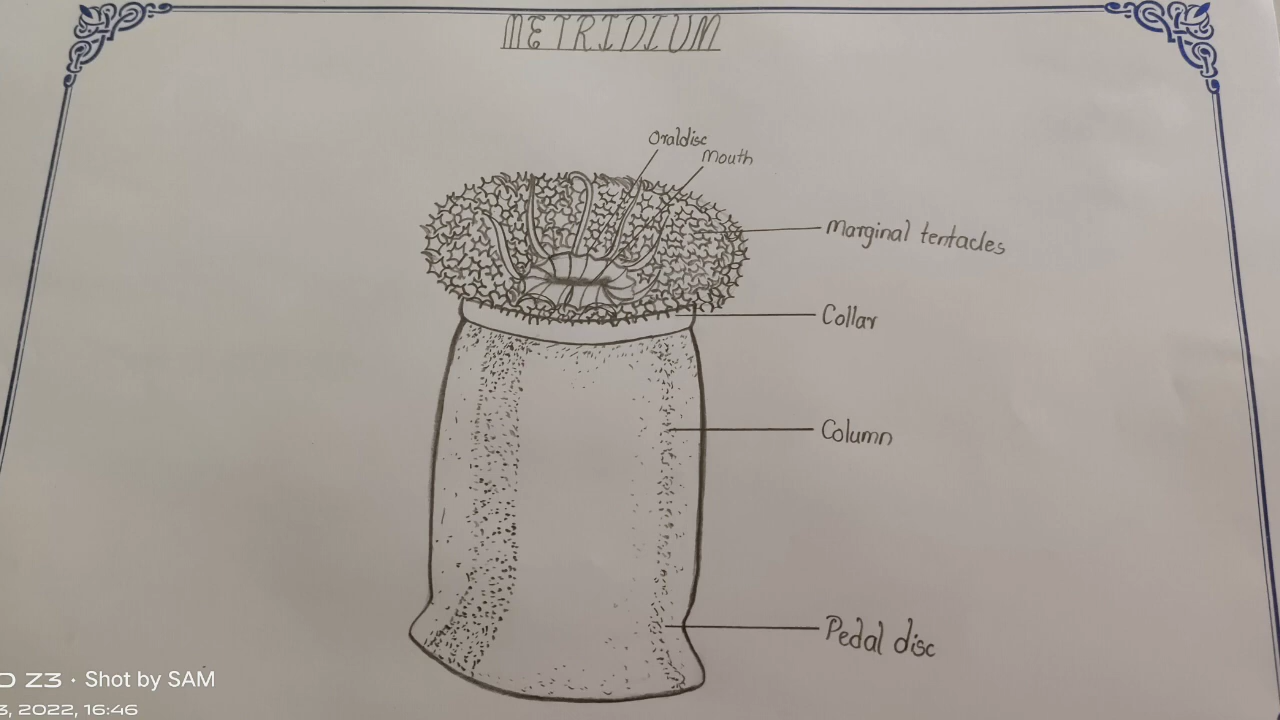 METRIDIUM
Oraldisc
Mouth
Marginal tentacles
Collar
Column
Pedal disc
Z3 · Shot by SAM
3, 2022, 16:46